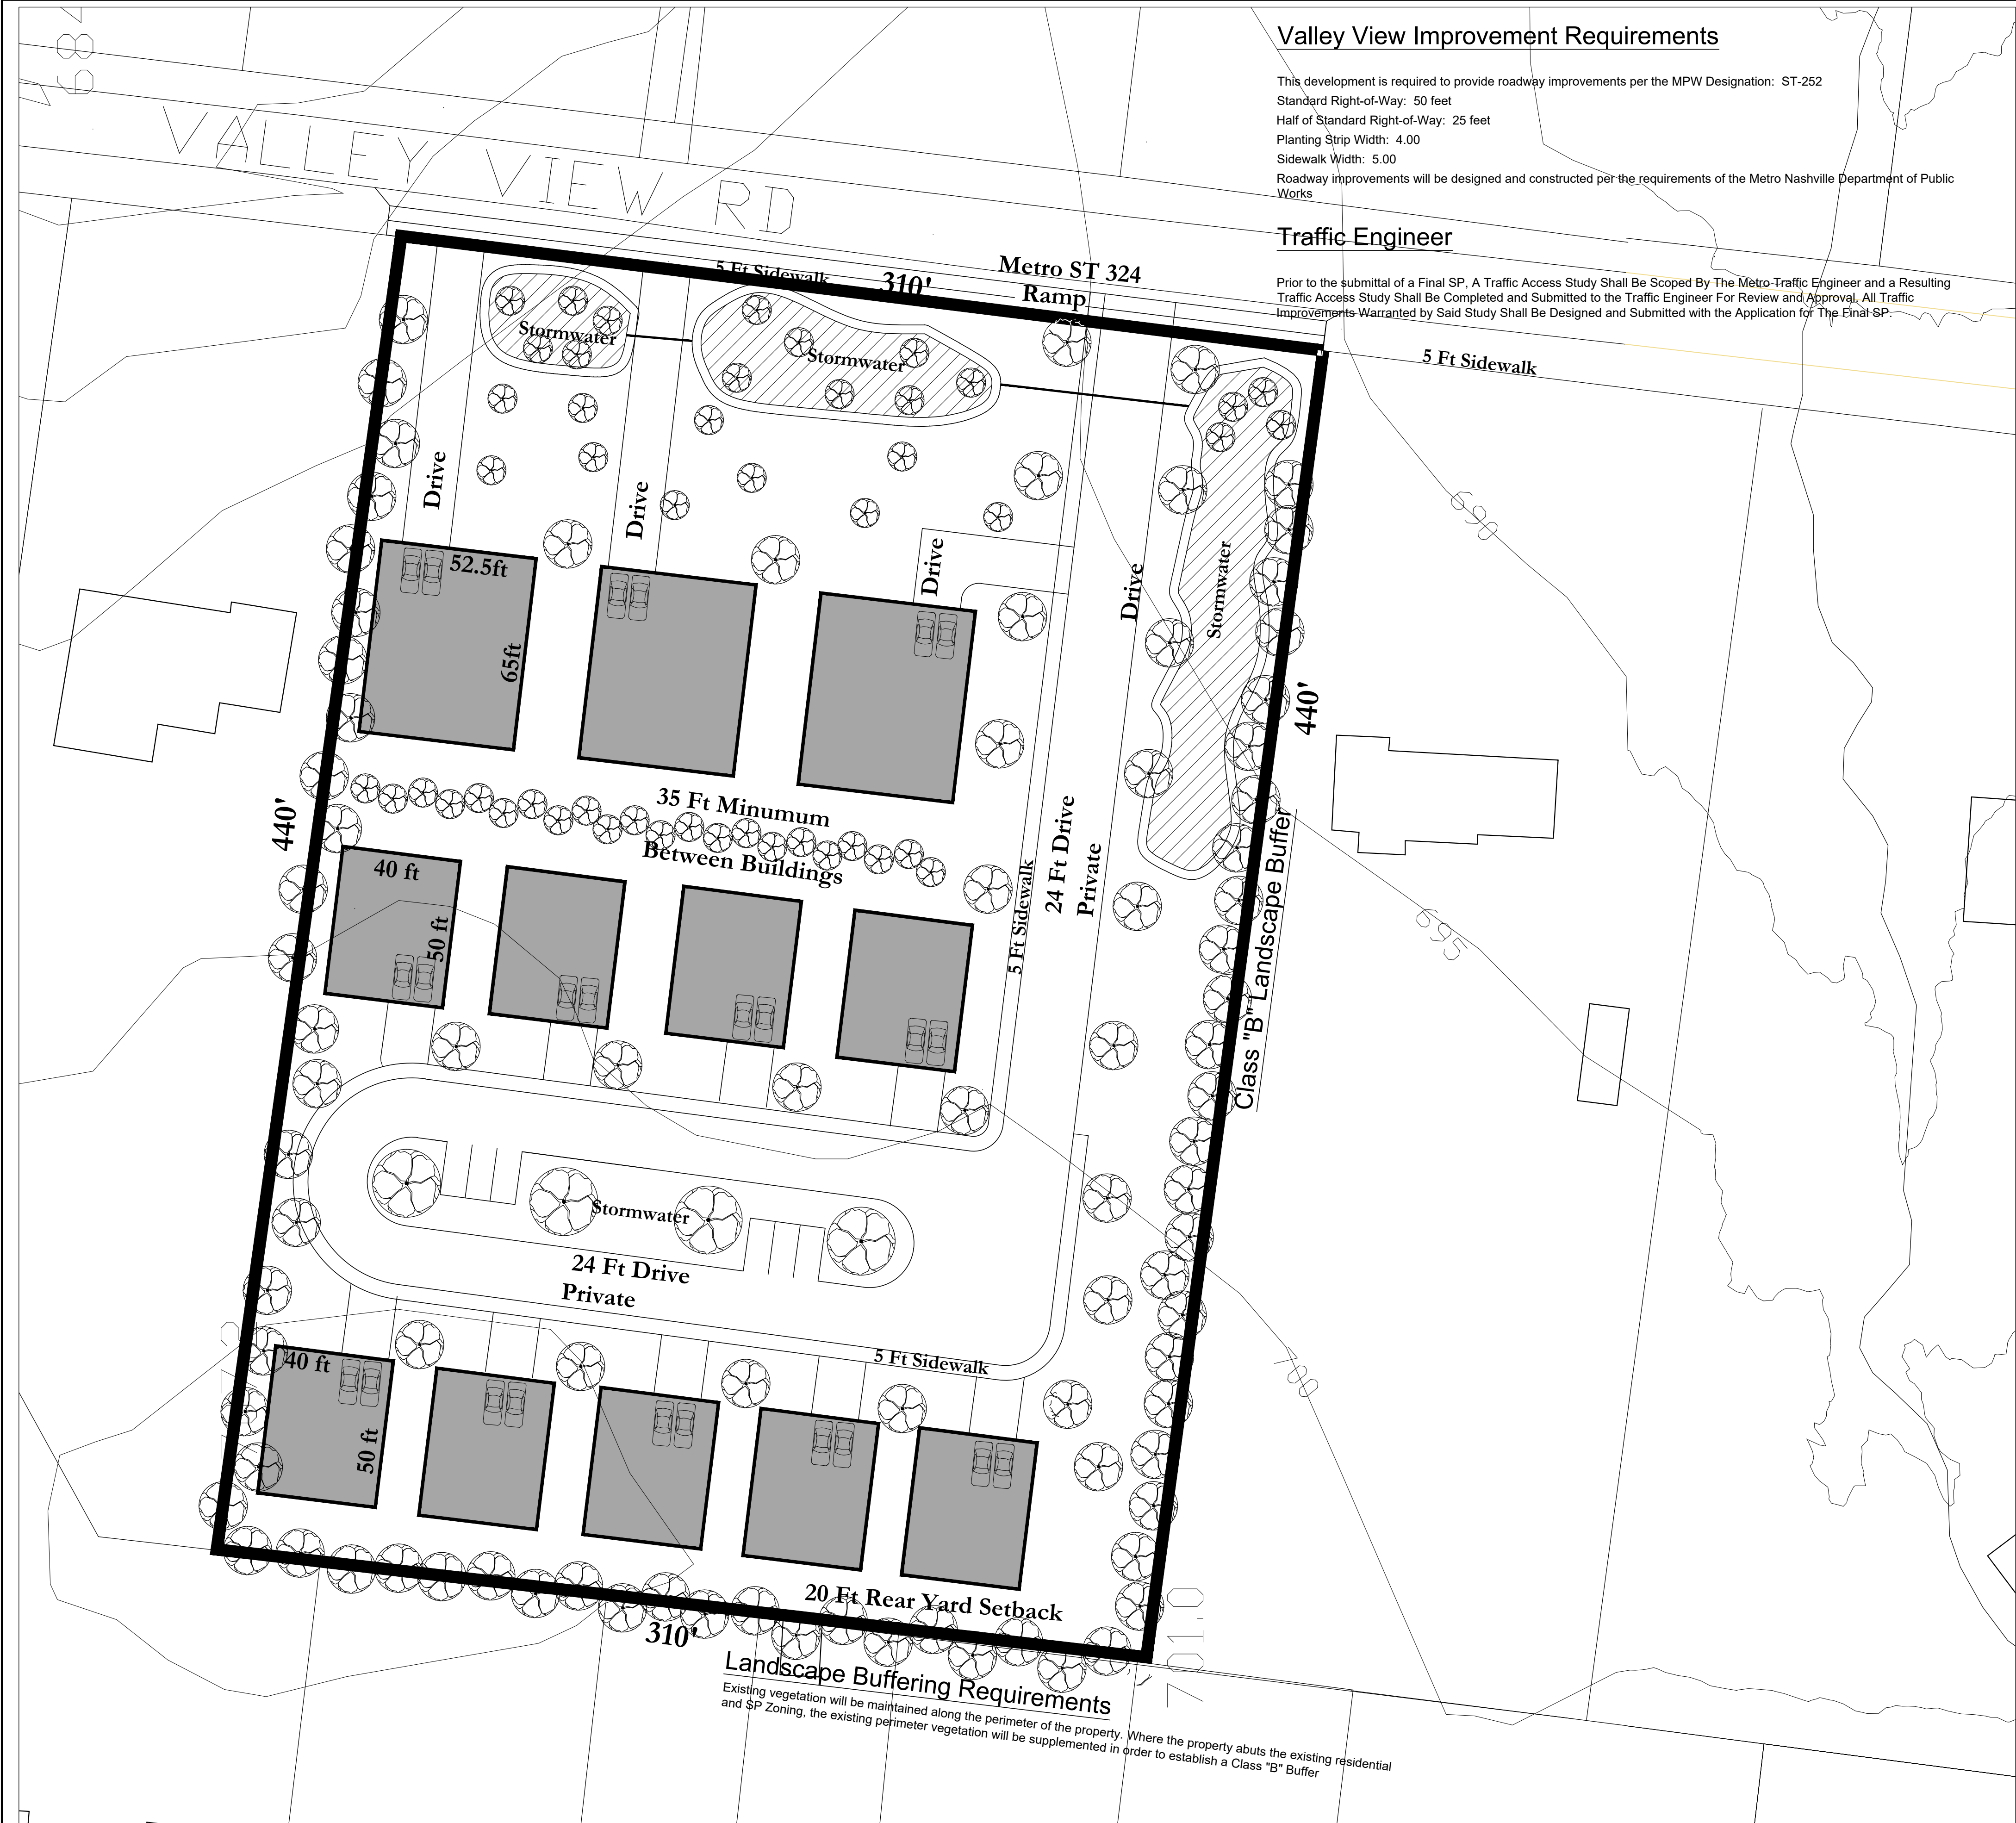 Valley View Improvement Requirements
This development is required to provide roadway improvements per the MPW Designation:  ST-252
Standard Right-of-Way:  50 feet
Half of Standard Right-of-Way:  25 feet
Planting Strip Width:  4.00
Sidewalk Width:  5.00
Roadway improvements will be designed and constructed per the requirements of the Metro Nashville Department of Public
Works
Traffic Engineer
Prior to the submittal of a Final SP, A Traffic Access Study Shall Be Scoped By The Metro Traffic Engineer and a Resulting
Traffic Access Study Shall Be Completed and Submitted to the Traffic Engineer For Review and Approval. All Traffic
Improvements Warranted by Said Study Shall Be Designed and Submitted with the Application for The Final SP.
VALLEY VIEW RD
5 Ft Sidewalk
310'
Metro ST 324
Ramp
5 Ft Sidewalk
Stormwater
Stormwater
Stormwater
Drive
Drive
Drive
Drive
690
52.5ft
65ft
440'
35 Ft Minumum
Between Buildings
440'
40 ft
50 ft
5 Ft Sidewalk
24 Ft Drive
Private
Class "B" Landscape Buffer
695
Stormwater
24 Ft Drive
Private
5 Ft Sidewalk
40 ft
50 ft
20 Ft Rear Yard Setback
310'
701.0
Landscape Buffering Requirements
Existing vegetation will be maintained along the perimeter of the property. Where the property abuts the existing residential
and SP Zoning, the existing perimeter vegetation will be supplemented in order to establish a Class "B" Buffer